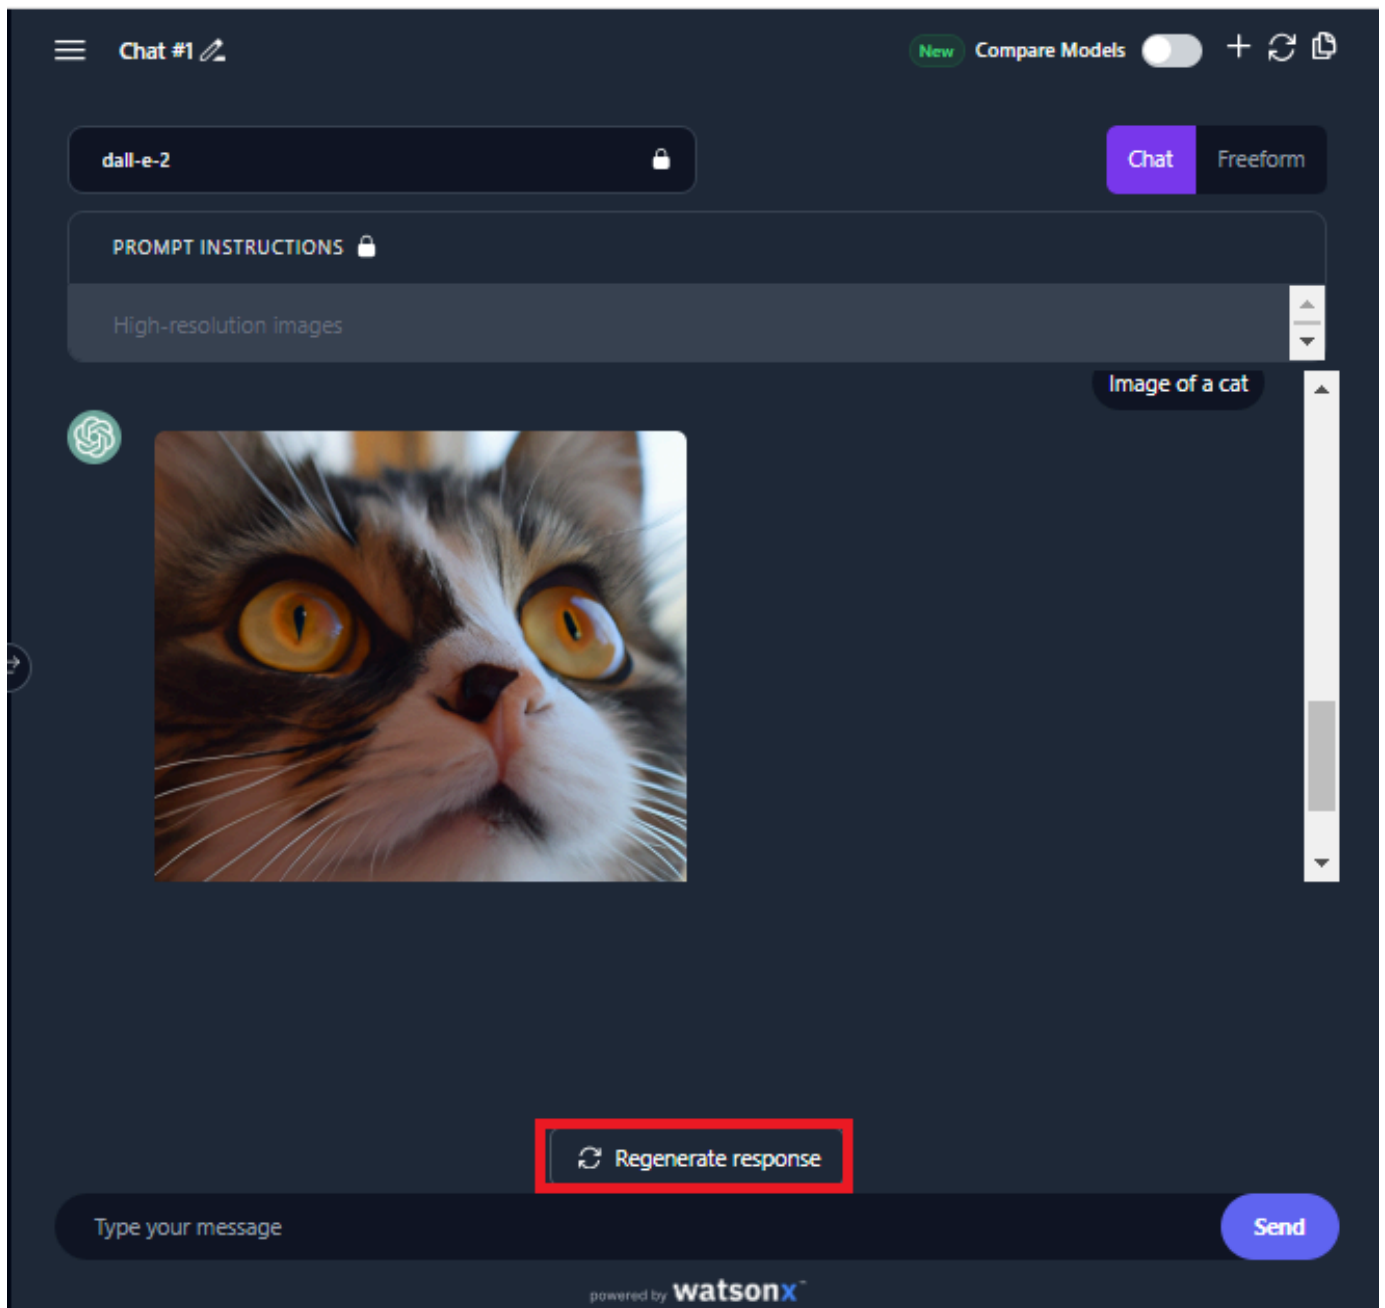 Chat #1
New Compare Models
dall-e-2
Chat Freeform
PROMPT INSTRUCTIONS
High-resolution images
Image of a cat
Regenerate response
Type your message
Send
powered by watsonx™